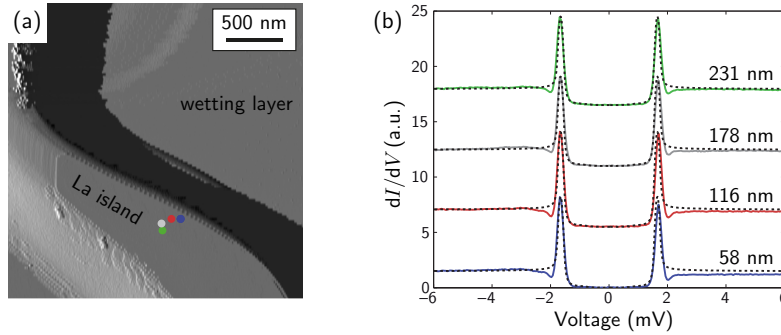 (a)
500 nm
wetting layer
La island
(b)
dI/dV (a.u.)
25
20
15
10
5
0
231 nm
178 nm
116 nm
58 nm
−6
−4
−2
0
2
4
6
Voltage (mV)